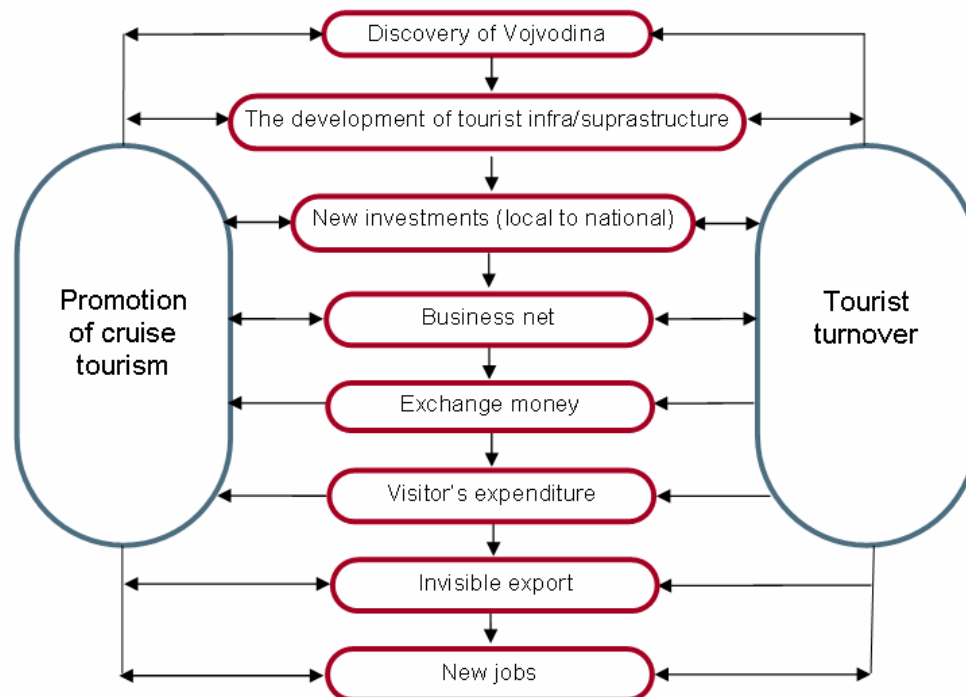 Discovery of Vojvodina
The development of tourist infra/suprastructure
New investments (local to national)
Promotion
of cruise
tourism
Business net
Tourist
turnover
Exchange money
Visitor's expenditure
Invisible export
New jobs